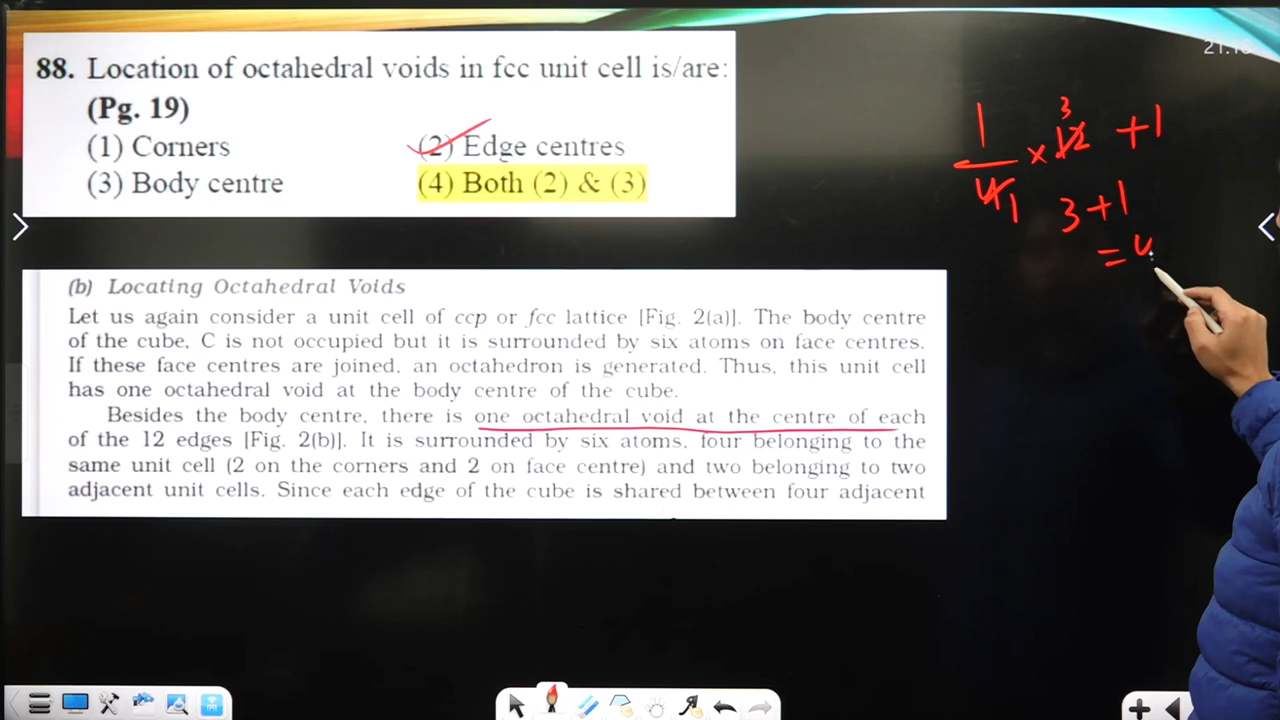 88. Location of octahedral voids in fcc unit cell is/are:
(Pg. 19)
(1) Corners (2) Edge centres
(3) Body centre (4) Both (2) & (3)
1/4 1 × 12 3 + 1
3 + 1
= 4
(b) Locating Octahedral Voids
Let us again consider a unit cell of ccp or fcc lattice [Fig. 2(a)]. The body centre
of the cube, C is not occupied but it is surrounded by six atoms on face centres.
If these face centres are joined, an octahedron is generated. Thus, this unit cell
has one octahedral void at the body centre of the cube.
Besides the body centre, there is one octahedral void at the centre of each
of the 12 edges [Fig. 2(b)]. It is surrounded by six atoms, four belonging to the
same unit cell (2 on the corners and 2 on face centre) and two belonging to two
adjacent unit cells. Since each edge of the cube is shared between four adjacent